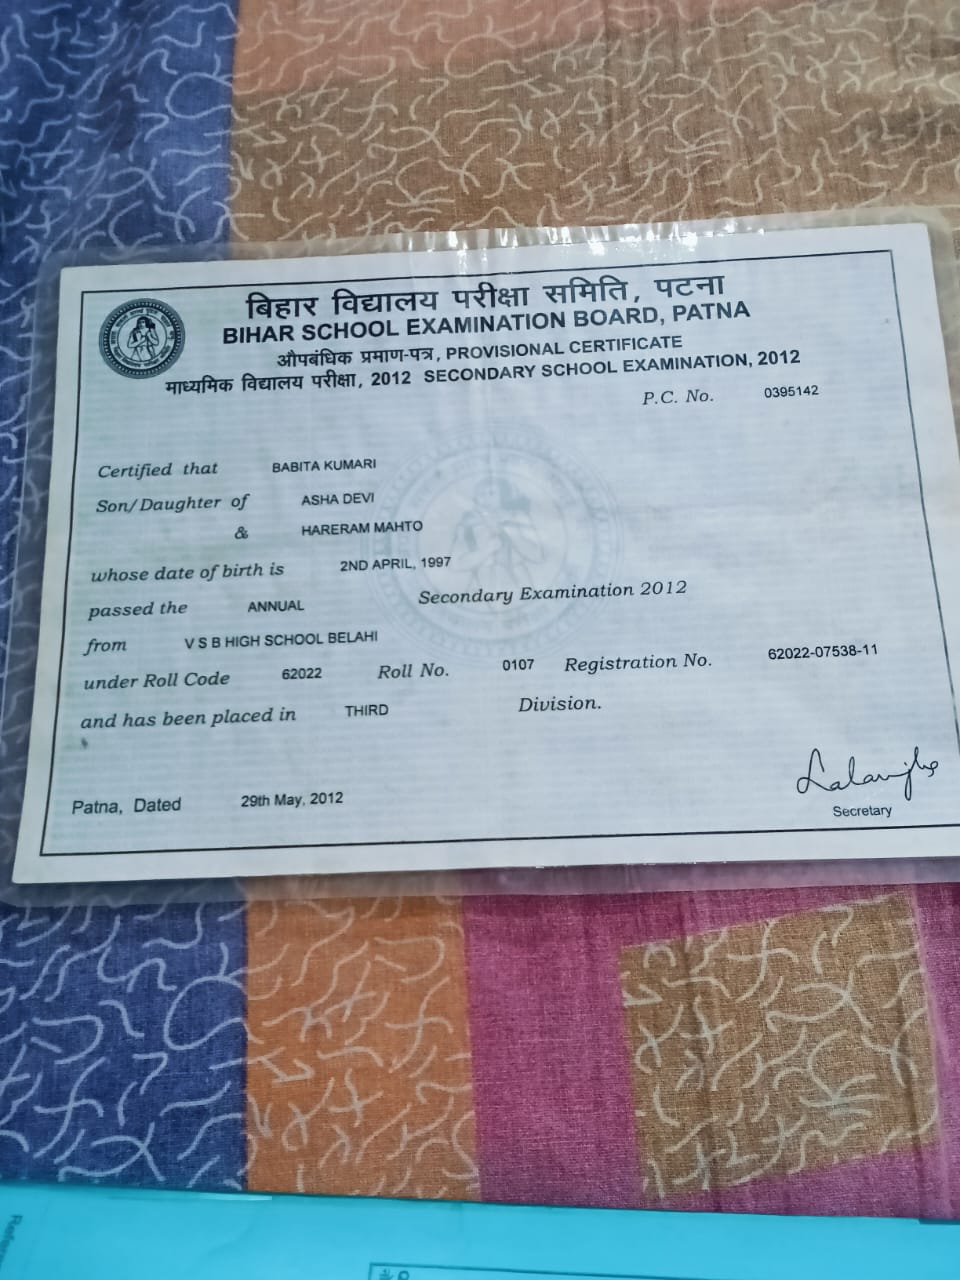 बिहार विद्यालय परीक्षा समिति, पटना
BIHAR SCHOOL EXAMINATION BOARD, PATNA
औपबंधिक प्रमाण-पत्र, PROVISIONAL CERTIFICATE
माध्यमिक विद्यालय परीक्षा, 2012 SECONDARY SCHOOL EXAMINATION, 2012
P.C. No. 0395142
Certified that BABITA KUMARI
Son/Daughter of ASHA DEVI
& HARERAM MAHTO
whose date of birth is 2ND APRIL, 1997
passed the ANNUAL Secondary Examination 2012
from V S B HIGH SCHOOL BELAHI
under Roll Code 62022 Roll No. 0107 Registration No. 62022-07538-11
and has been placed in THIRD Division.
Patna, Dated 29th May, 2012
Secretary